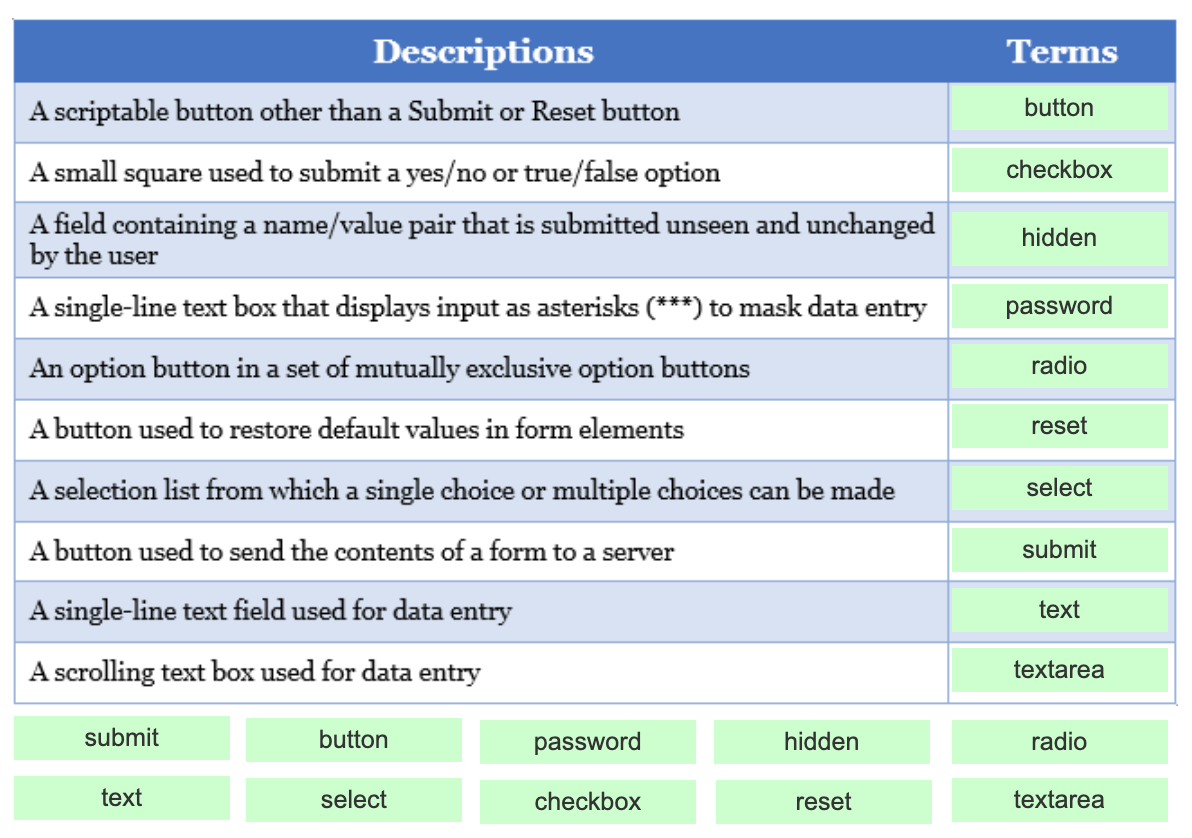 Descriptions Terms
A scriptable button other than a Submit or Reset button button
A small square used to submit a yes/no or true/false option checkbox
A field containing a name/value pair that is submitted unseen and unchanged
by the user hidden
A single-line text box that displays input as asterisks (***) to mask data entry password
An option button in a set of mutually exclusive option buttons radio
A button used to restore default values in form elements reset
A selection list from which a single choice or multiple choices can be made select
A button used to send the contents of a form to a server submit
A single-line text field used for data entry text
A scrolling text box used for data entry textarea
submit button password hidden radio
text select checkbox reset textarea